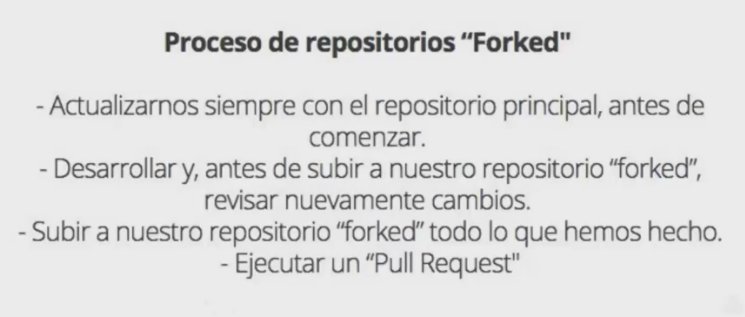 Proceso de repositorios “Forked"
- Actualizarnos siempre con el repositorio principal, antes de
comenzar.
- Desarrollar y, antes de subir a nuestro repositorio “forked”,
revisar nuevamente cambios.
- Subir a nuestro repositorio “forked” todo lo que hemos hecho.
- Ejecutar un “Pull Request"